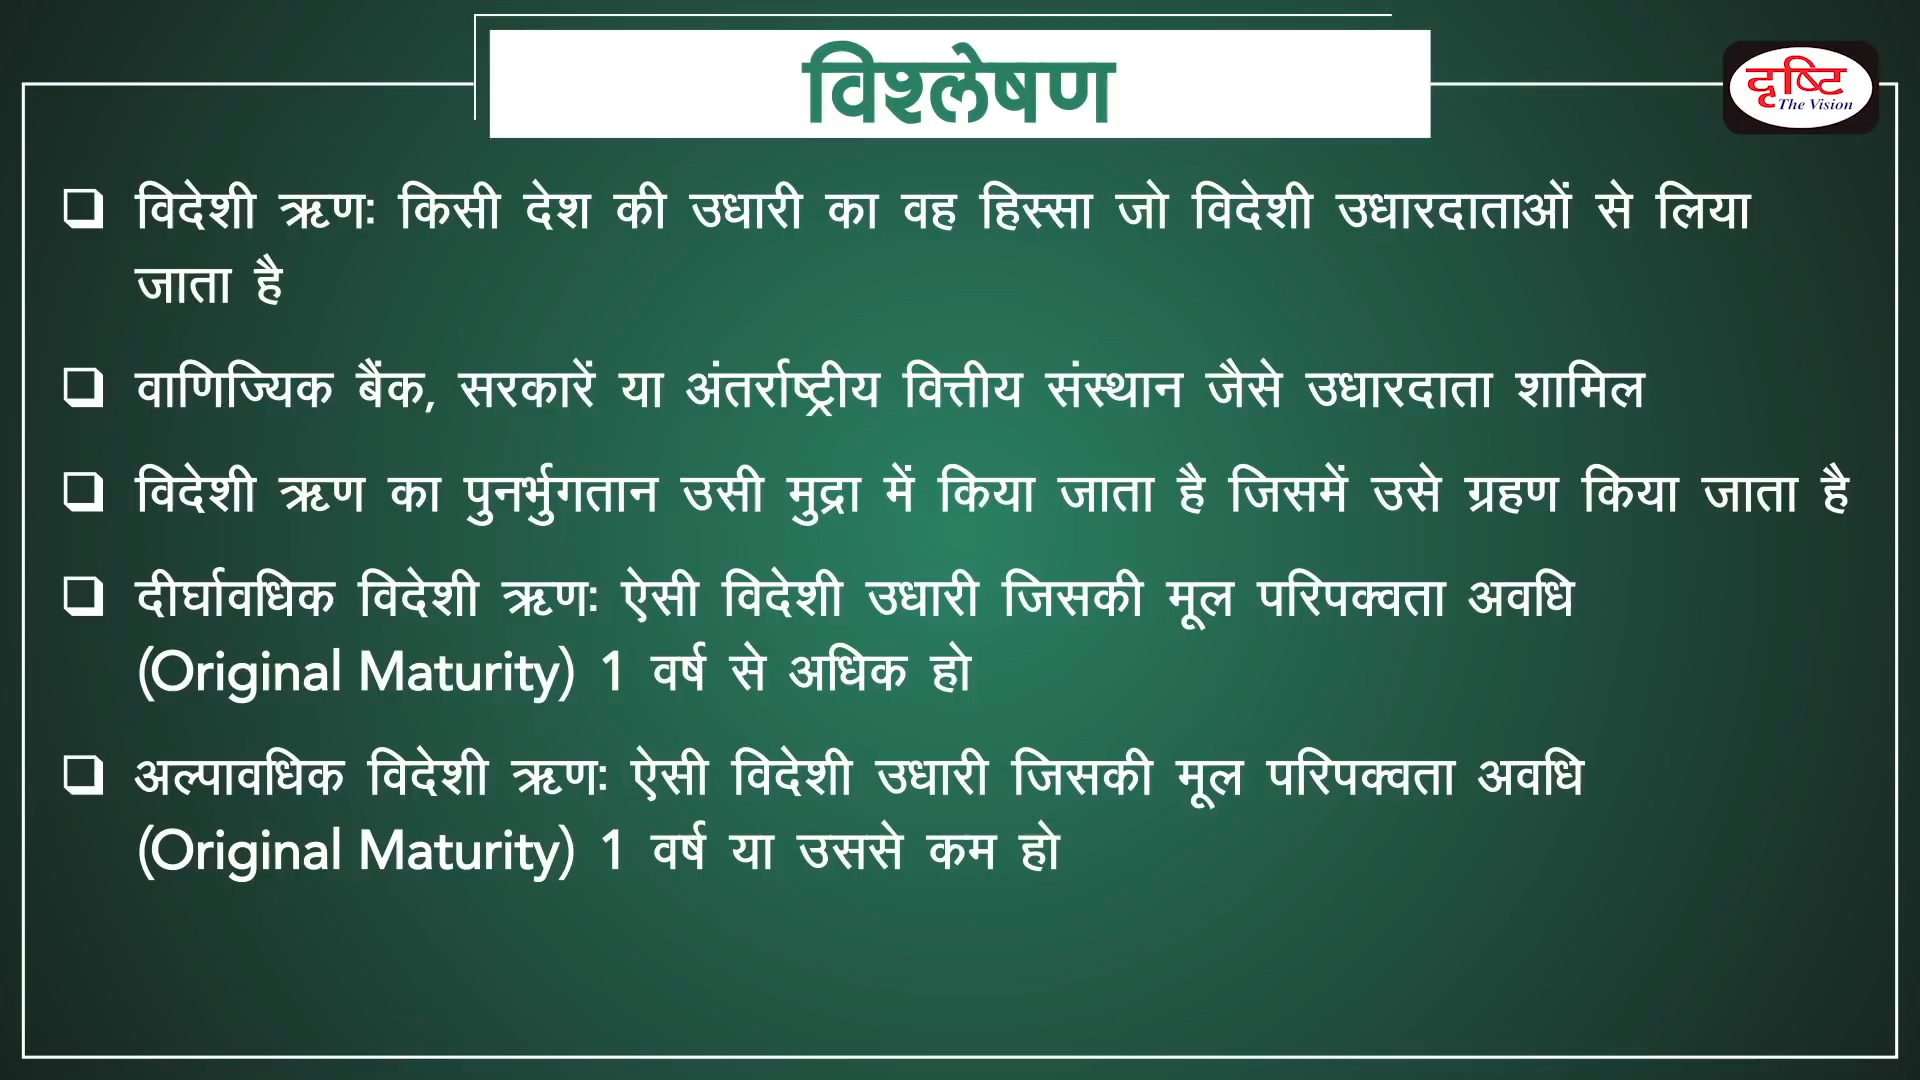 विश्लेषण
दृष्टि
The Vision
❑ विदेशी ऋणः किसी देश की उधारी का वह हिस्सा जो विदेशी उधारदाताओं से लिया
जाता है
❑ वाणिज्यिक बैंक, सरकारें या अंतर्राष्ट्रीय वित्तीय संस्थान जैसे उधारदाता शामिल
❑ विदेशी ऋण का पुनर्भुगतान उसी मुद्रा में किया जाता है जिसमें उसे ग्रहण किया जाता है
❑ दीर्घावधिक विदेशी ऋणः ऐसी विदेशी उधारी जिसकी मूल परिपक्वता अवधि
(Original Maturity) 1 वर्ष से अधिक हो
❑ अल्पावधिक विदेशी ऋणः ऐसी विदेशी उधारी जिसकी मूल परिपक्वता अवधि
(Original Maturity) 1 वर्ष या उससे कम हो